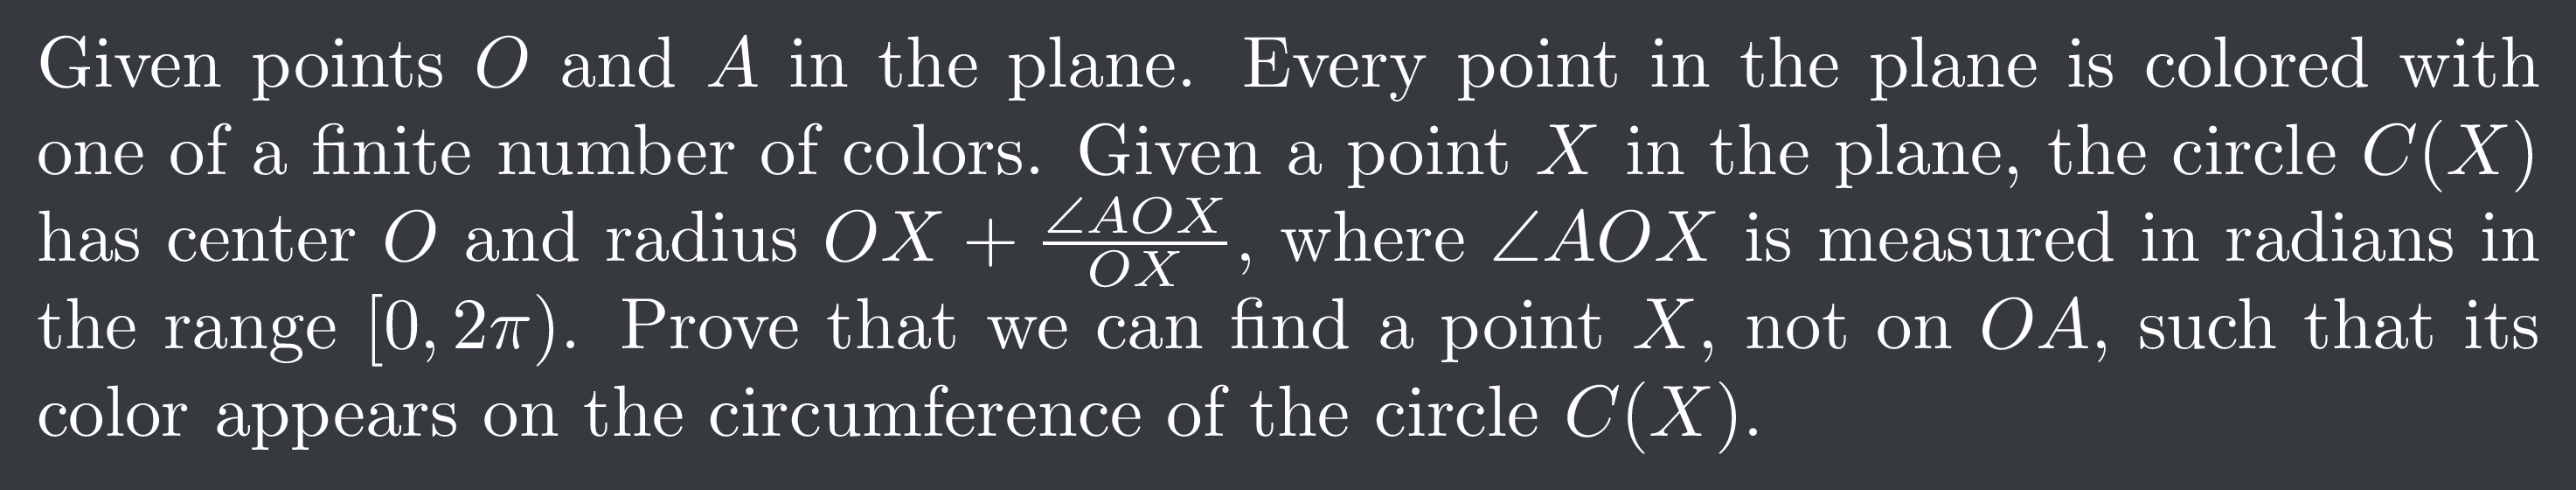 Given points O and A in the plane. Every point in the plane is colored with
one of a finite number of colors. Given a point X in the plane, the circle C(X)
has center O and radius OX + \frac{∠AOX}{OX}, where ∠AOX is measured in radians in
the range [0, 2π). Prove that we can find a point X, not on OA, such that its
color appears on the circumference of the circle C(X).